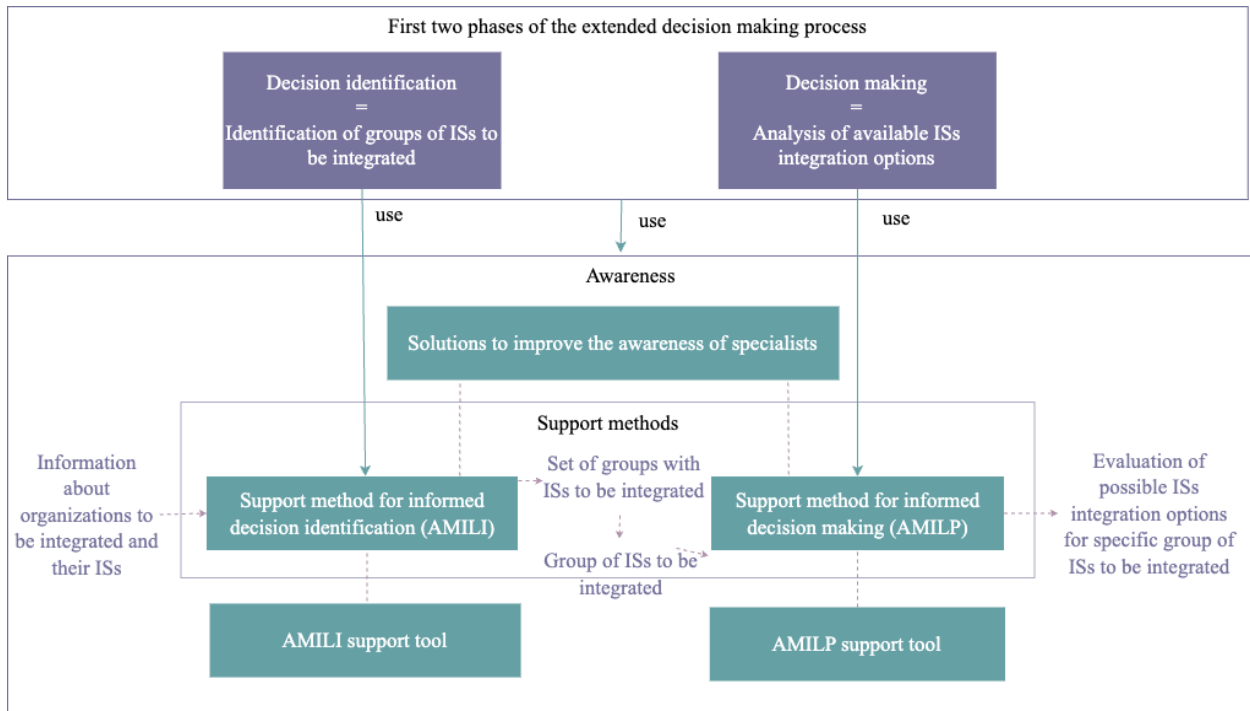 First two phases of the extended decision making process
Decision identification
=
Identification of groups of ISs to
be integrated
Decision making
=
Analysis of available ISs
integration options
use
use
use
Awareness
Solutions to improve the awareness of specialists
Support methods
Information
about
organizations to
be integrated and
their ISs
Support method for informed
decision identification (AMILI)
Set of groups with
ISs to be integrated
Group of ISs to be
integrated
Support method for informed
decision making (AMILP)
Evaluation of
possible ISs
integration options
for specific group of
ISs to be integrated
AMILI support tool
AMILP support tool